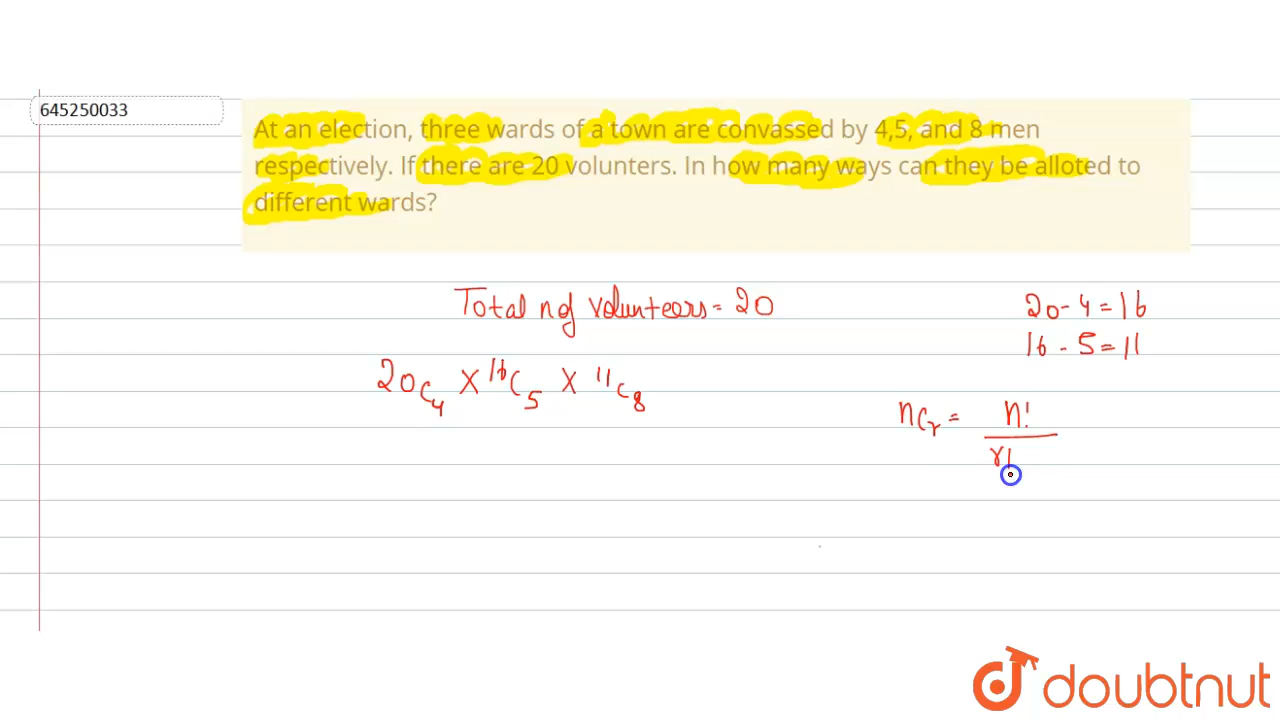 645250033
At an election, three wards of a town are convassed by 4,5, and 8 men
respectively. If there are 20 volunters. In how many ways can they be alloted to
different wards?
Total n of volunteers = 20
20 - 4 = 16
16 - 5 = 11
20C4 X 16C5 X 11C8
nCr = n!
r!
doubtnut